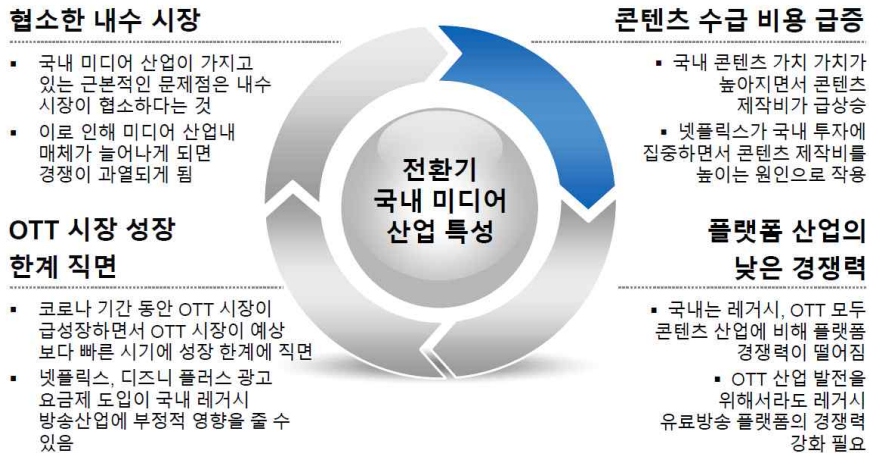 협소한 내수 시장
▪ 국내 미디어 산업이 가지고
있는 근본적인 문제점은 내수
시장이 협소하다는 것
▪ 이로 인해 미디어 산업내
매체가 늘어나게 되면
경쟁이 과열되게 됨
콘텐츠 수급 비용 급증
▪ 국내 콘텐츠 가치 가치가
높아지면서 콘텐츠
제작비가 급상승
▪ 넷플릭스가 국내 투자에
집중하면서 콘텐츠 제작비를
높이는 원인으로 작용
전환기
국내 미디어
산업 특성
OTT 시장 성장
한계 직면
▪ 코로나 기간 동안 OTT 시장이
급성장하면서 OTT 시장이 예상
보다 빠른 시기에 성장 한계에 직면
▪ 넷플릭스, 디즈니 플러스 광고
요금제 도입이 국내 레거시
방송산업에 부정적 영향을 줄 수
있음
플랫폼 산업의
낮은 경쟁력
▪ 국내는 레거시, OTT 모두
콘텐츠 산업에 비해 플랫폼
경쟁력이 떨어짐
▪ OTT 산업 발전을
위해서라도 레거시
유료방송 플랫폼의 경쟁력
강화 필요